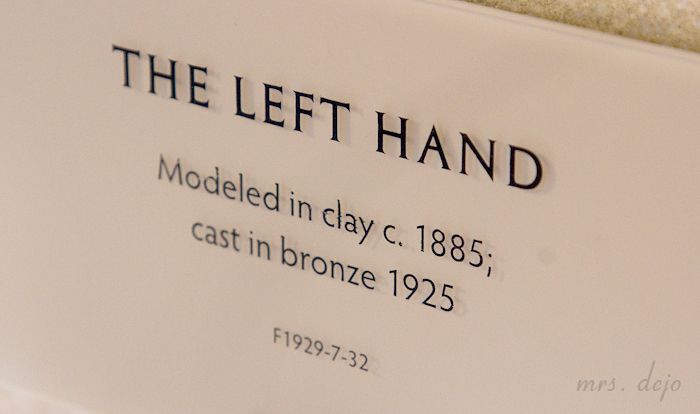 THE LEFT HAND
Modeled in clay c. 1885;
cast in bronze 1925
F1929-7-32
mrs. dejo